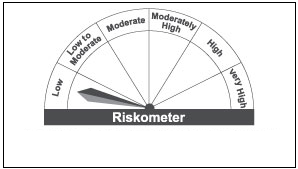 Low
Low to
Moderate
Moderate
Moderately
High
High
very High
Riskometer